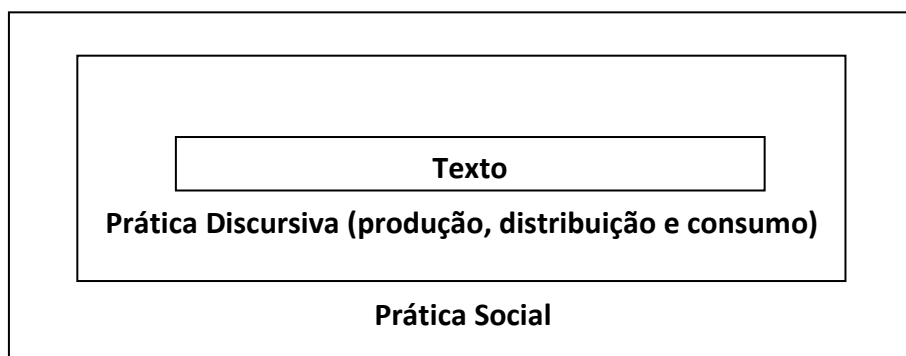 Texto
Prática Discursiva (produção, distribuição e consumo)
Prática Social